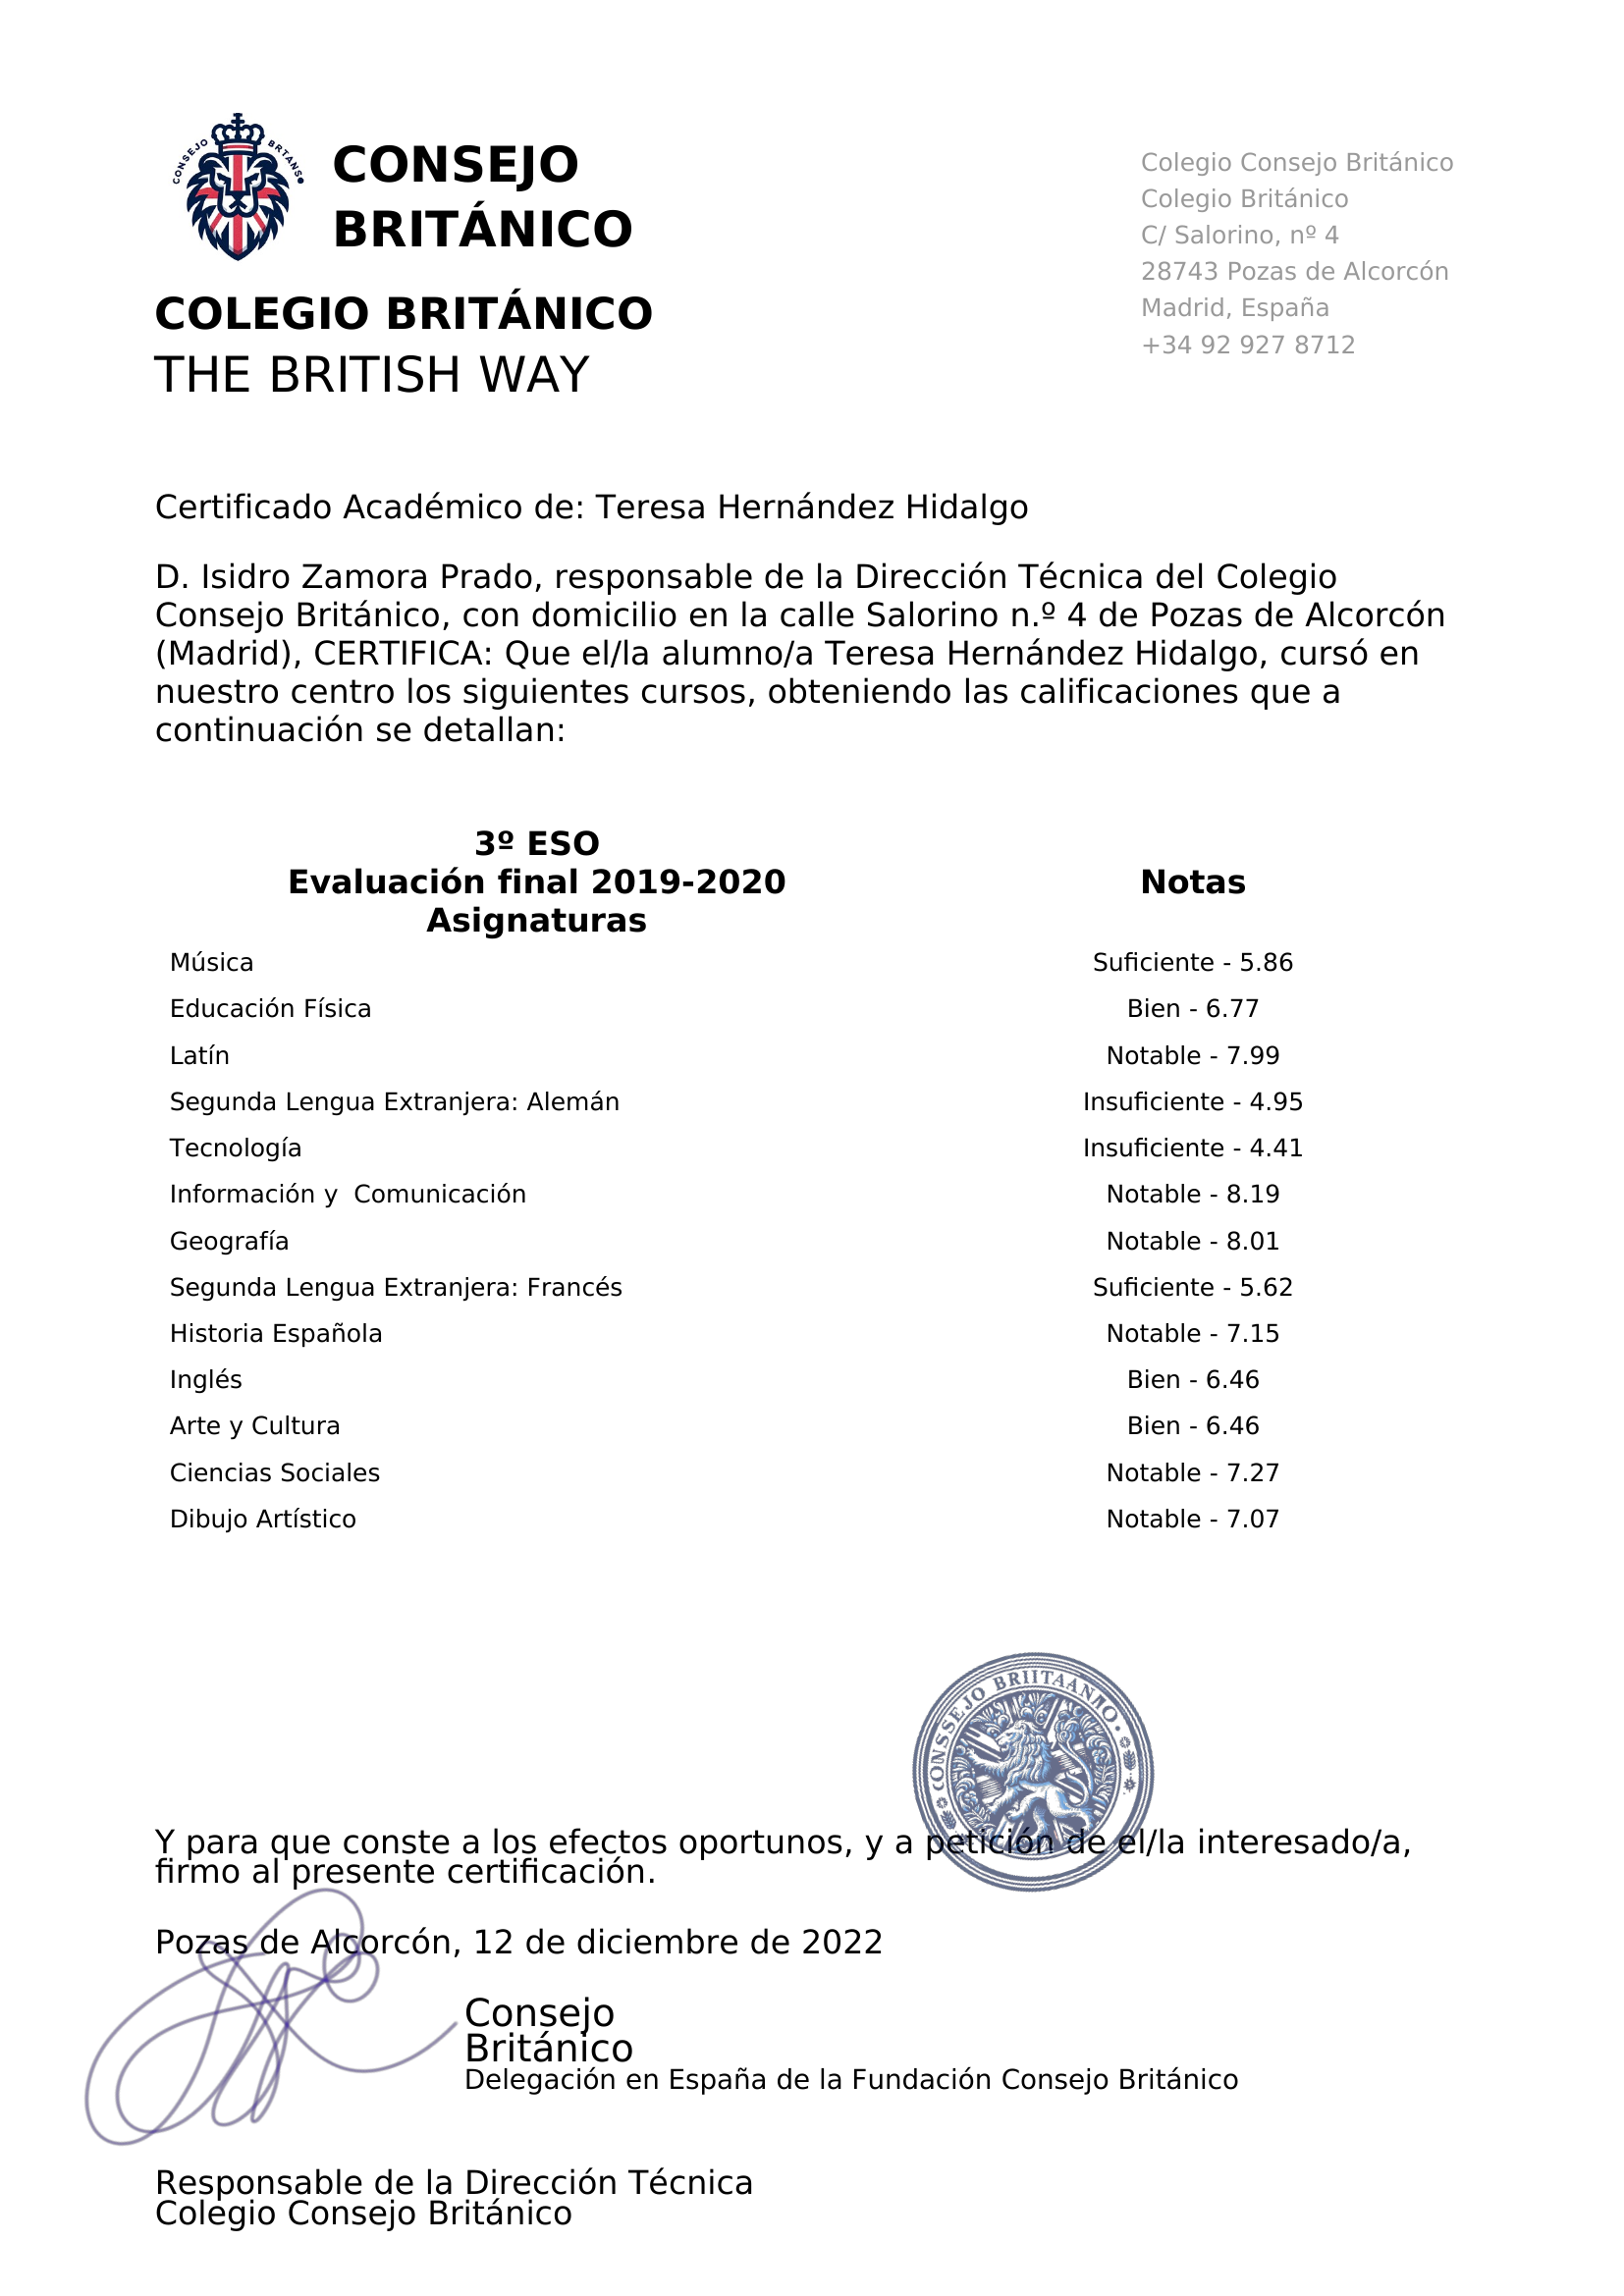 CONSEJO BRTANS
CONSEJO
BRITÁNICO
COLEGIO BRITÁNICO
THE BRITISH WAY
Colegio Consejo Británico
Colegio Británico
C/ Salorino, nº 4
28743 Pozas de Alcorcón
Madrid, España
+34 92 927 8712
Certificado Académico de: Teresa Hernández Hidalgo
D. Isidro Zamora Prado, responsable de la Dirección Técnica del Colegio
Consejo Británico, con domicilio en la calle Salorino n.º 4 de Pozas de Alcorcón
(Madrid), CERTIFICA: Que el/la alumno/a Teresa Hernández Hidalgo, cursó en
nuestro centro los siguientes cursos, obteniendo las calificaciones que a
continuación se detallan:
3º ESO
Evaluación final 2019-2020 Notas
Asignaturas
Música Suficiente - 5.86
Educación Física Bien - 6.77
Latín Notable - 7.99
Segunda Lengua Extranjera: Alemán Insuficiente - 4.95
Tecnología Insuficiente - 4.41
Información y  Comunicación Notable - 8.19
Geografía Notable - 8.01
Segunda Lengua Extranjera: Francés Suficiente - 5.62
Historia Española Notable - 7.15
Inglés Bien - 6.46
Arte y Cultura Bien - 6.46
Ciencias Sociales Notable - 7.27
Dibujo Artístico Notable - 7.07
CONSSEJO BRIITAANNO
Y para que conste a los efectos oportunos, y a petición de el/la interesado/a,
firmo al presente certificación.
Pozas de Alcorcón, 12 de diciembre de 2022
Consejo
Británico
Delegación en España de la Fundación Consejo Británico
Responsable de la Dirección Técnica
Colegio Consejo Británico